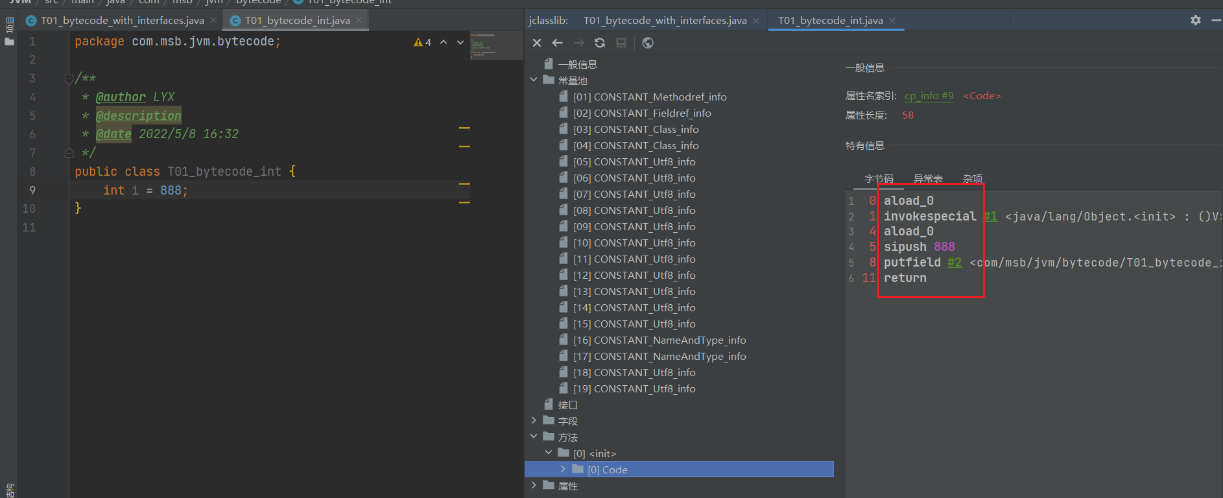 JVM / src / main / java / com / msb / jvm / bytecode / T01_bytecode_int
T01_bytecode_with_interfaces.java
T01_bytecode_int.java
项目
1 package com.msb.jvm.bytecode;
4
2
3 /**
4 * @author LYX
5 * @description
6 * @date 2022/5/8 16:32
7 */
8 public class T01_bytecode_int {
9 int i = 888;
10 }
11
结构
jclasslib:
T01_bytecode_with_interfaces.java
T01_bytecode_int.java
一般信息
常量池
[01] CONSTANT_Methodref_info
[02] CONSTANT_Fieldref_info
[03] CONSTANT_Class_info
[04] CONSTANT_Class_info
[05] CONSTANT_Utf8_info
[06] CONSTANT_Utf8_info
[07] CONSTANT_Utf8_info
[08] CONSTANT_Utf8_info
[09] CONSTANT_Utf8_info
[10] CONSTANT_Utf8_info
[11] CONSTANT_Utf8_info
[12] CONSTANT_Utf8_info
[13] CONSTANT_Utf8_info
[14] CONSTANT_Utf8_info
[15] CONSTANT_Utf8_info
[16] CONSTANT_NameAndType_info
[17] CONSTANT_NameAndType_info
[18] CONSTANT_Utf8_info
[19] CONSTANT_Utf8_info
接口
字段
方法
[0] <init>
[0] Code
属性
一般信息
属性名索引: cp_info #9 <Code>
属性长度: 58
特有信息
字节码 异常表 杂项
1 0 aload_0
2 1 invokespecial #1 <java/lang/Object.<init> : ()V>
3 4 aload_0
4 5 sipush 888
5 8 putfield #2 <com/msb/jvm/bytecode/T01_bytecode_i
6 11 return